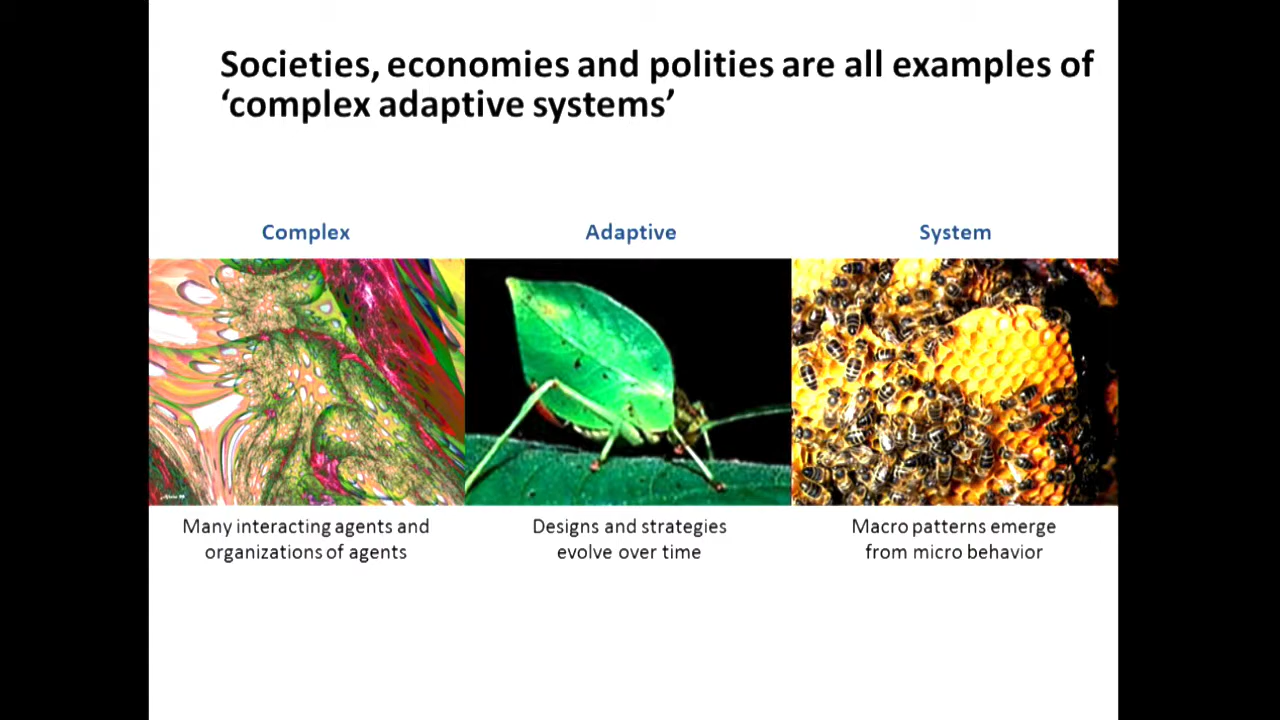 Societies, economies and polities are all examples of
‘complex adaptive systems’
Complex
Adaptive
System
Many interacting agents and
organizations of agents
Designs and strategies
evolve over time
Macro patterns emerge
from micro behavior